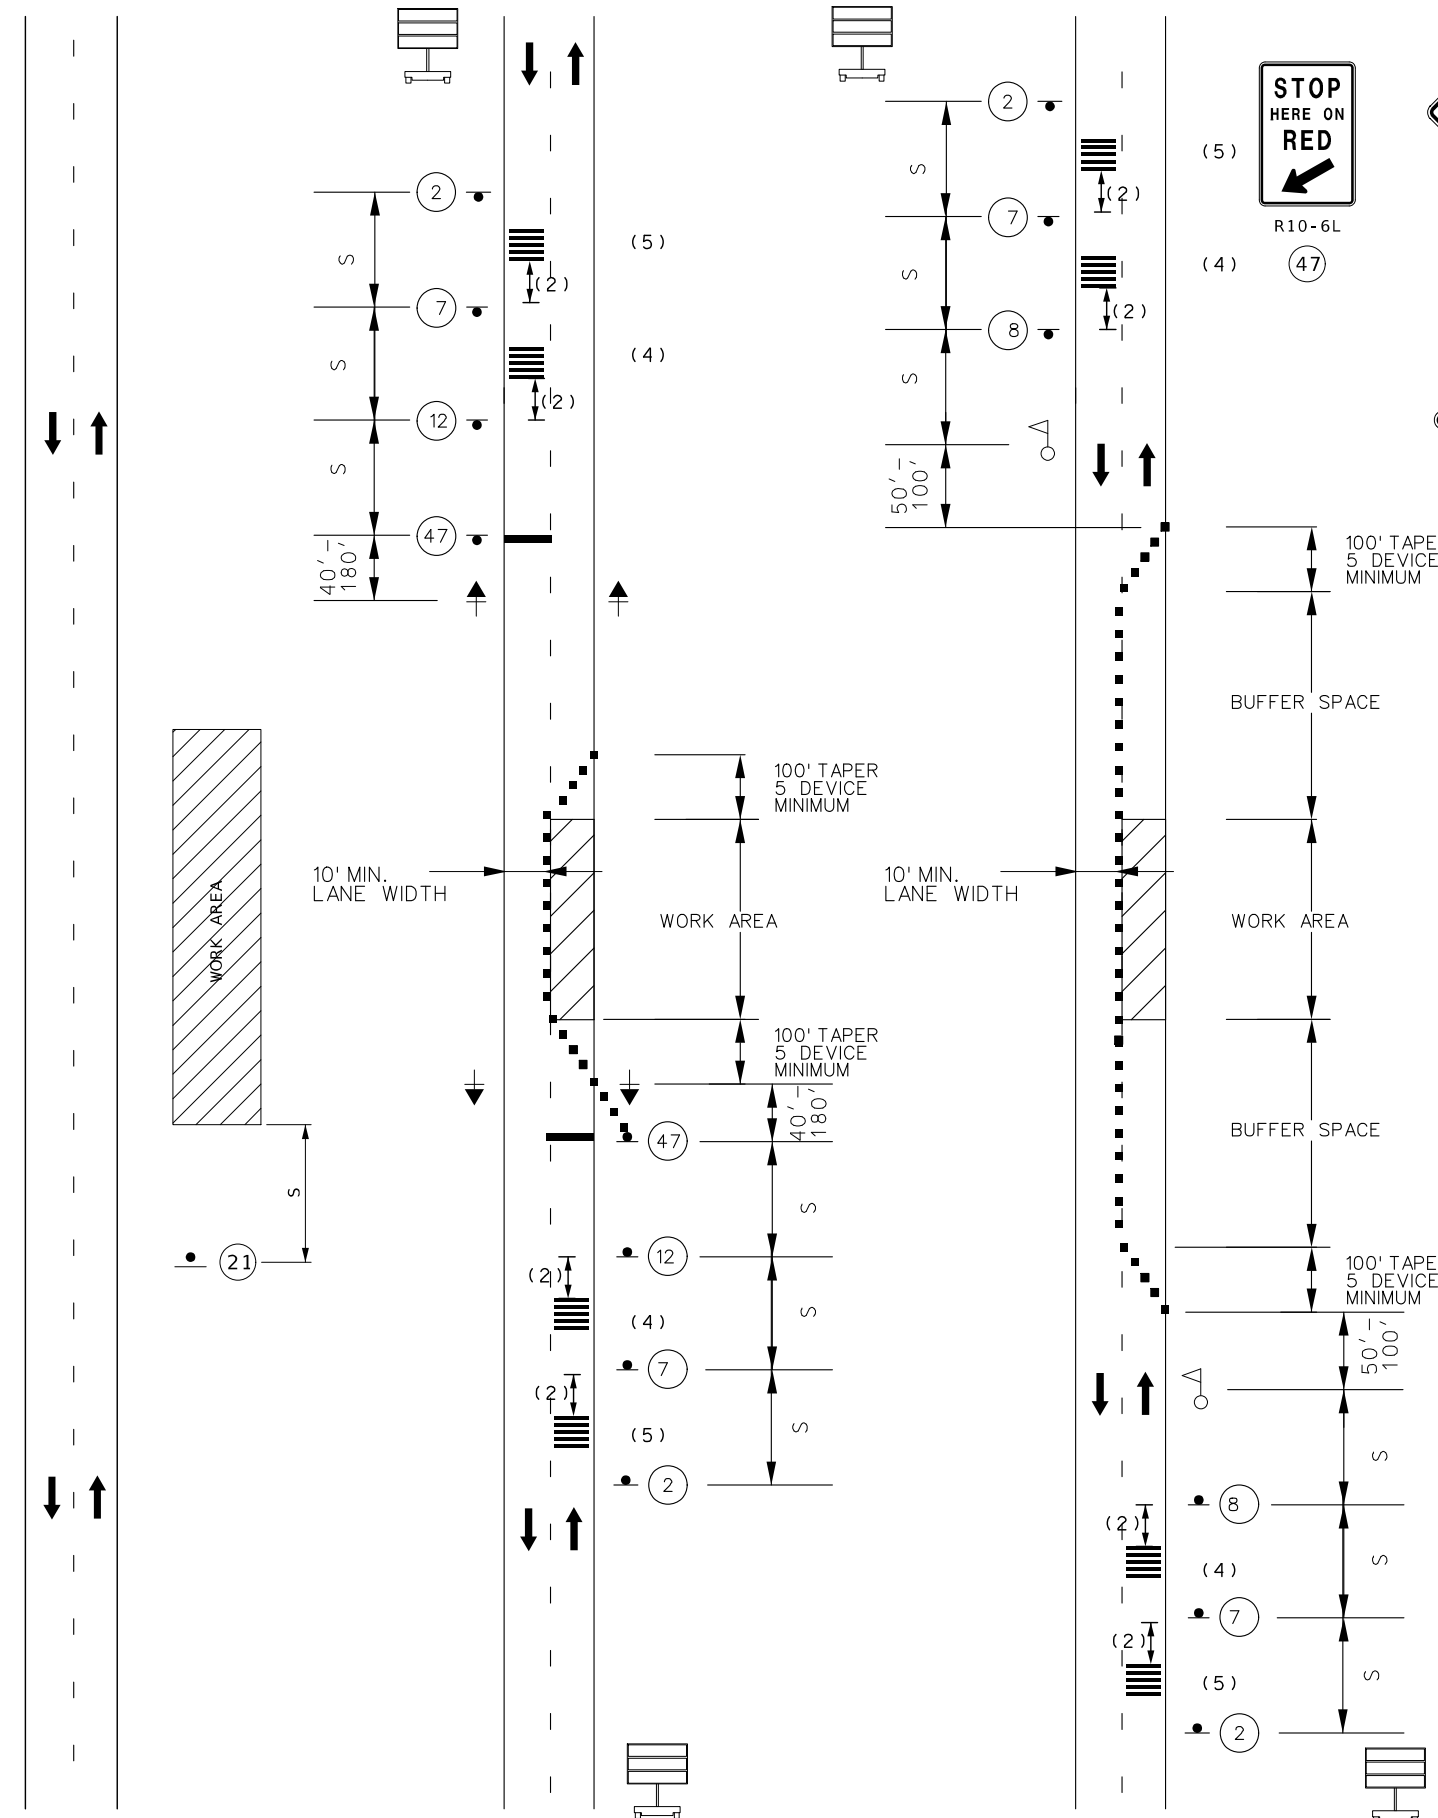 WORK AREA
S
21
2
S
7
S
12
S
47
40'-
180'
(5)
(2)
(4)
(2)
10' MIN.
LANE WIDTH
100' TAPER
5 DEVICE
MINIMUM
WORK AREA
100' TAPER
5 DEVICE
MINIMUM
40'-
180'
47
S
12
(2)
(4)
S
7
(2)
(5)
S
2
2
S
7
S
8
S
50'-
100'
(5)
(2)
(4)
(2)
STOP
HERE ON
RED
R10-6L
47
100' TAPE
5 DEVICE
MINIMUM
BUFFER SPACE
10' MIN.
LANE WIDTH
WORK AREA
BUFFER SPACE
100' TAPE
5 DEVICE
MINIMUM
50'-
100'
S
8
(2)
(4)
S
7
(2)
(5)
S
2